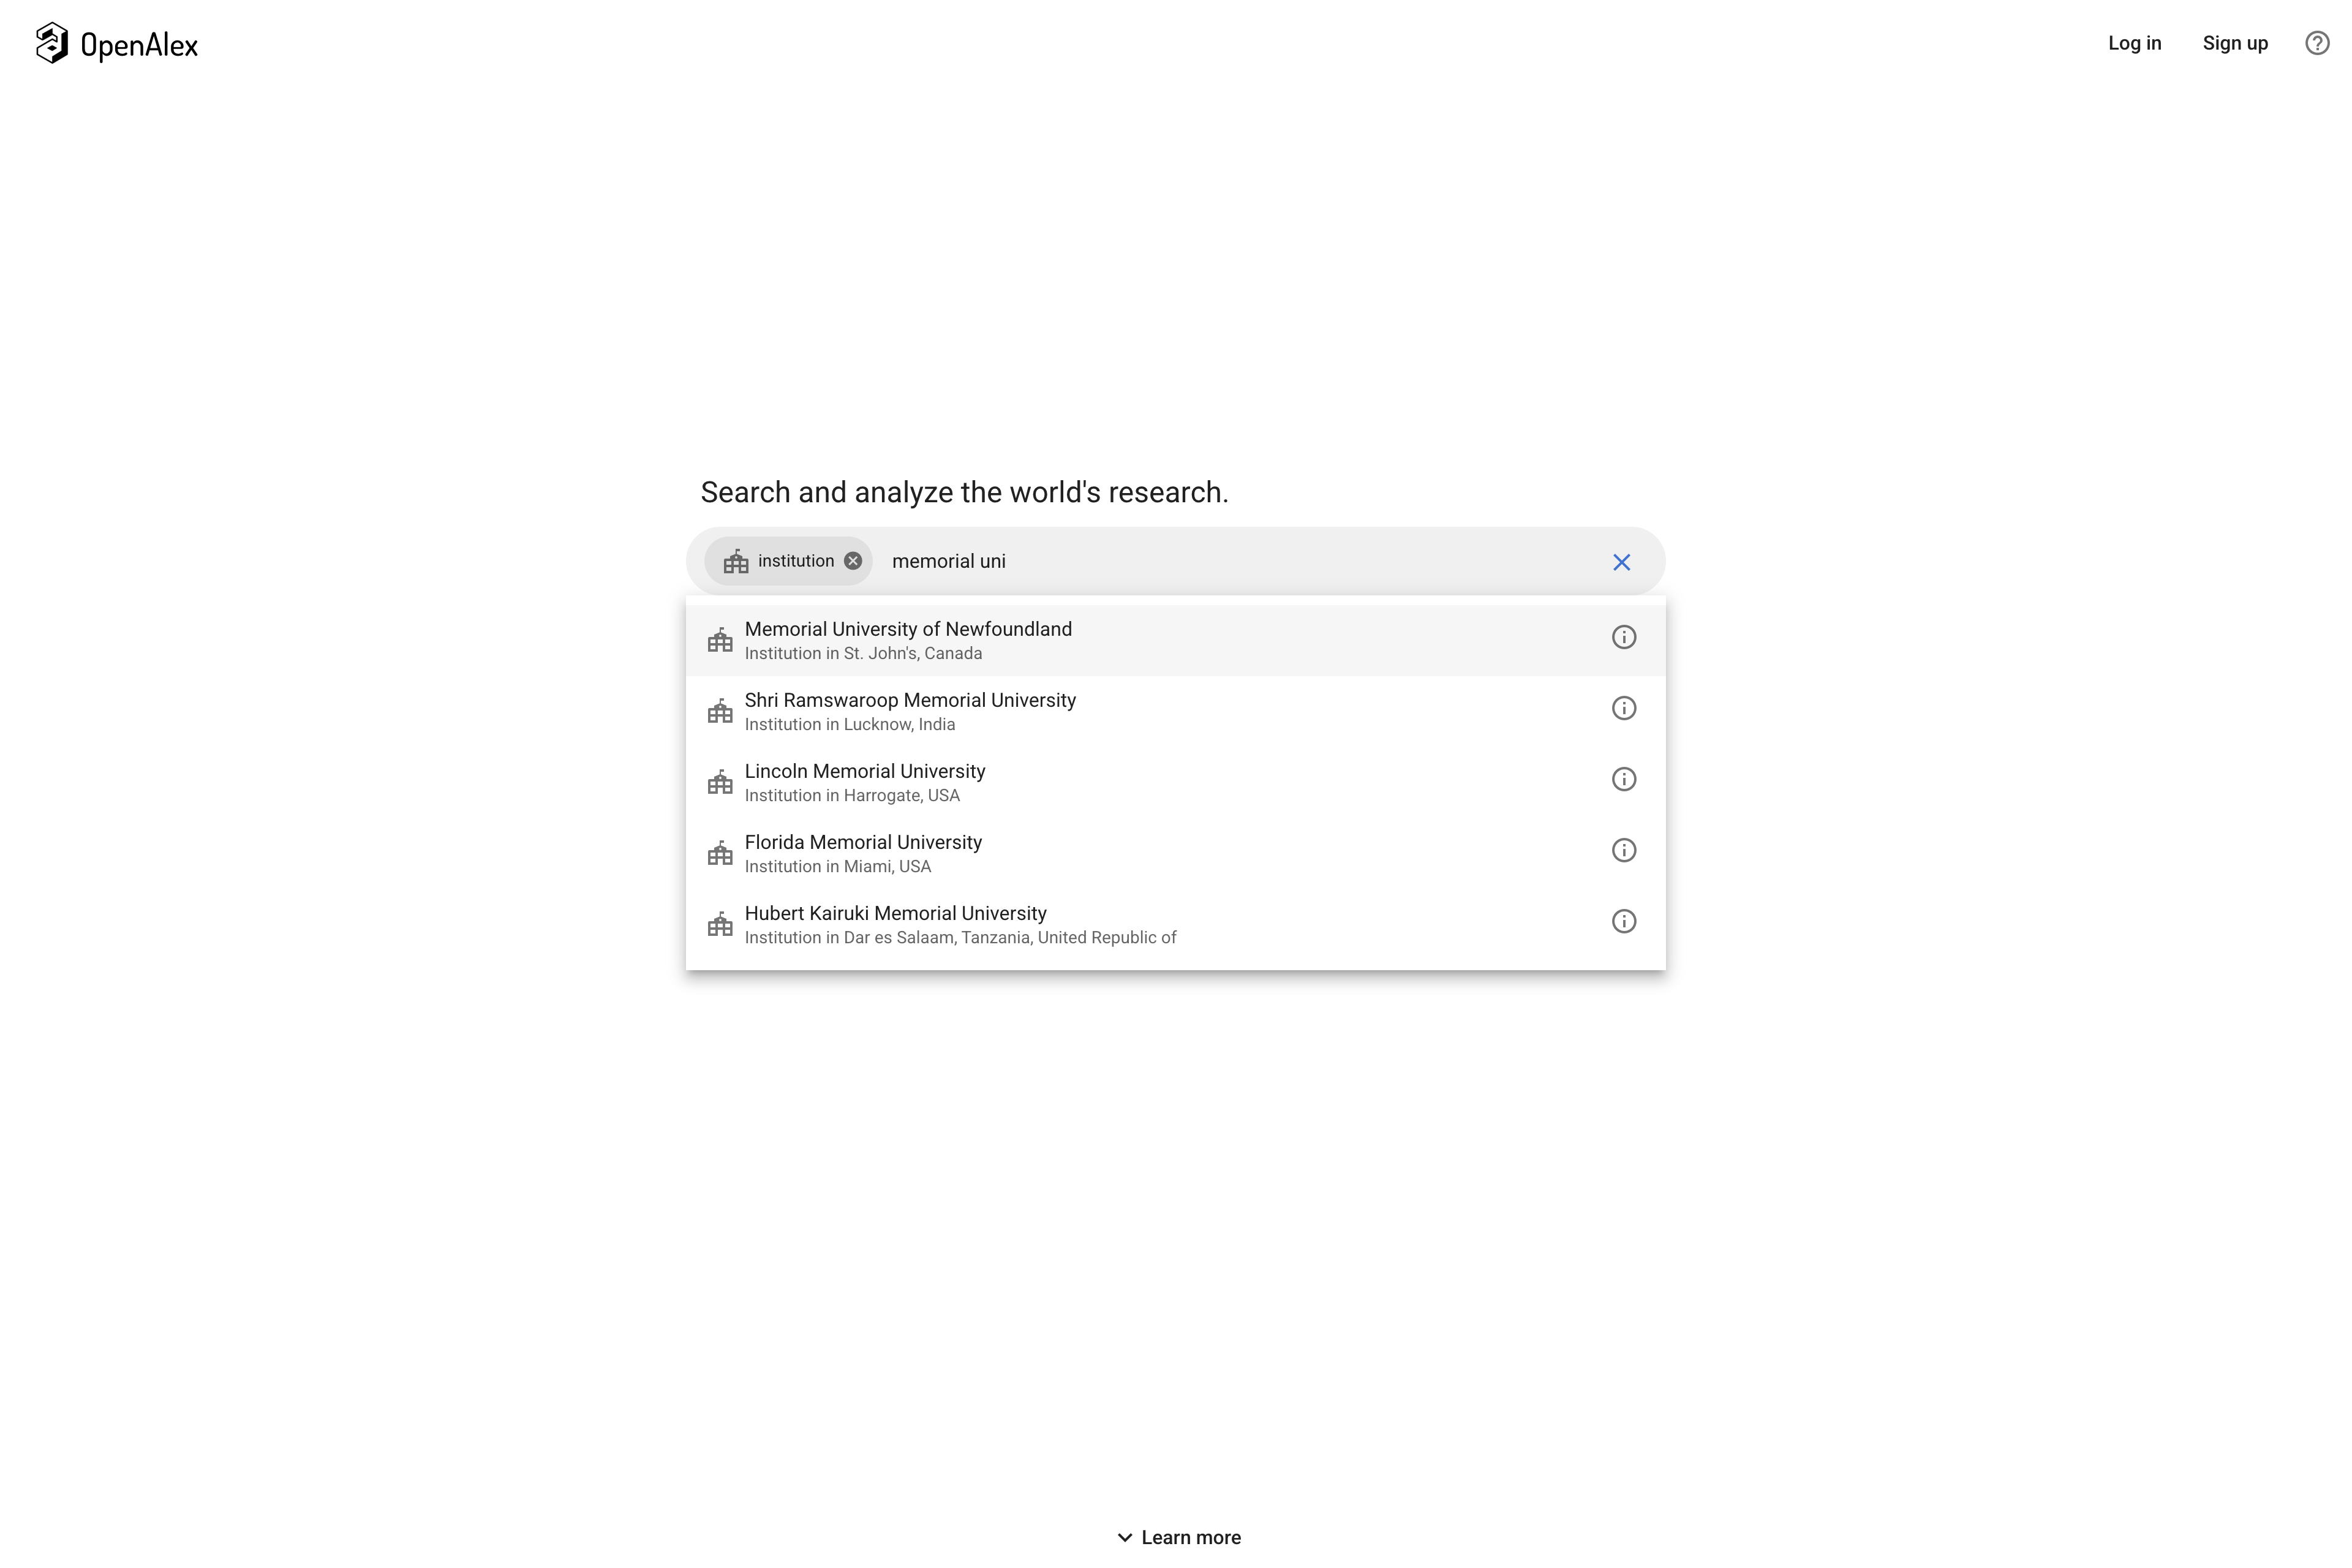 OpenAlex
Log in
Sign up
Search and analyze the world's research.
institution
memorial uni
Memorial University of Newfoundland
Institution in St. John's, Canada
Shri Ramswaroop Memorial University
Institution in Lucknow, India
Lincoln Memorial University
Institution in Harrogate, USA
Florida Memorial University
Institution in Miami, USA
Hubert Kairuki Memorial University
Institution in Dar es Salaam, Tanzania, United Republic of
Learn more